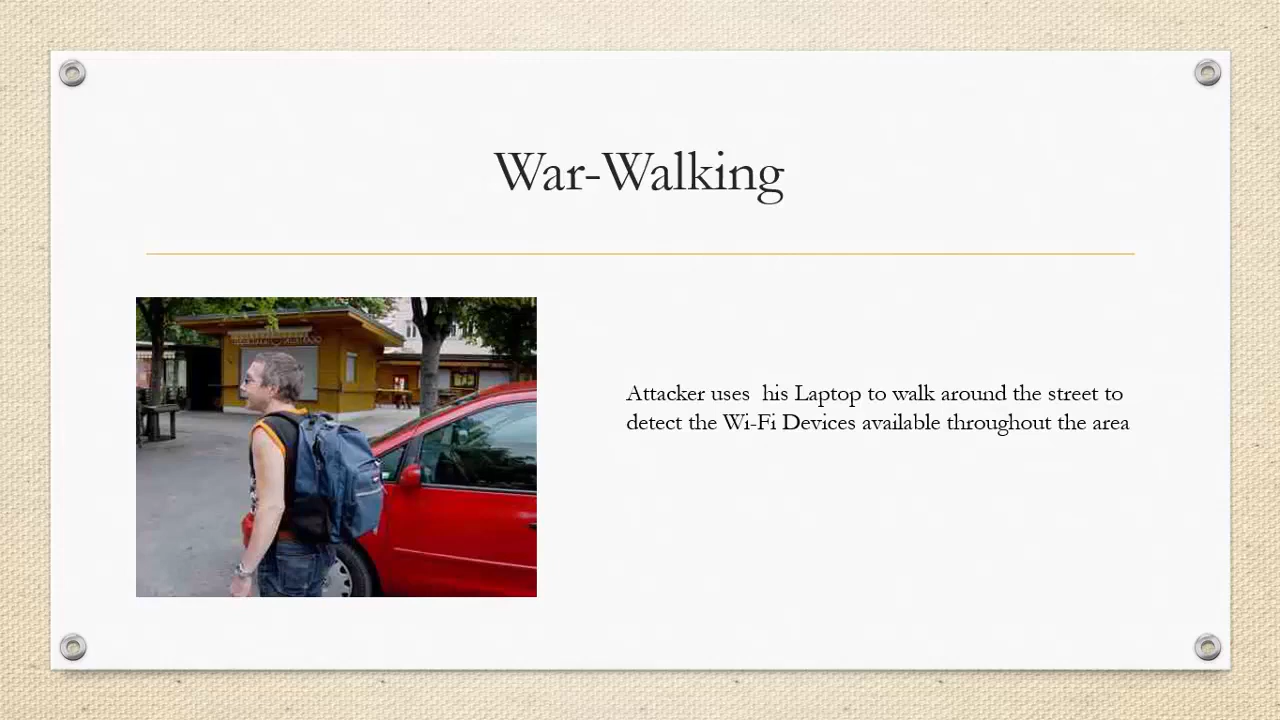 War-Walking
Attacker uses  his Laptop to walk around the street to
detect the Wi-Fi Devices available throughout the area